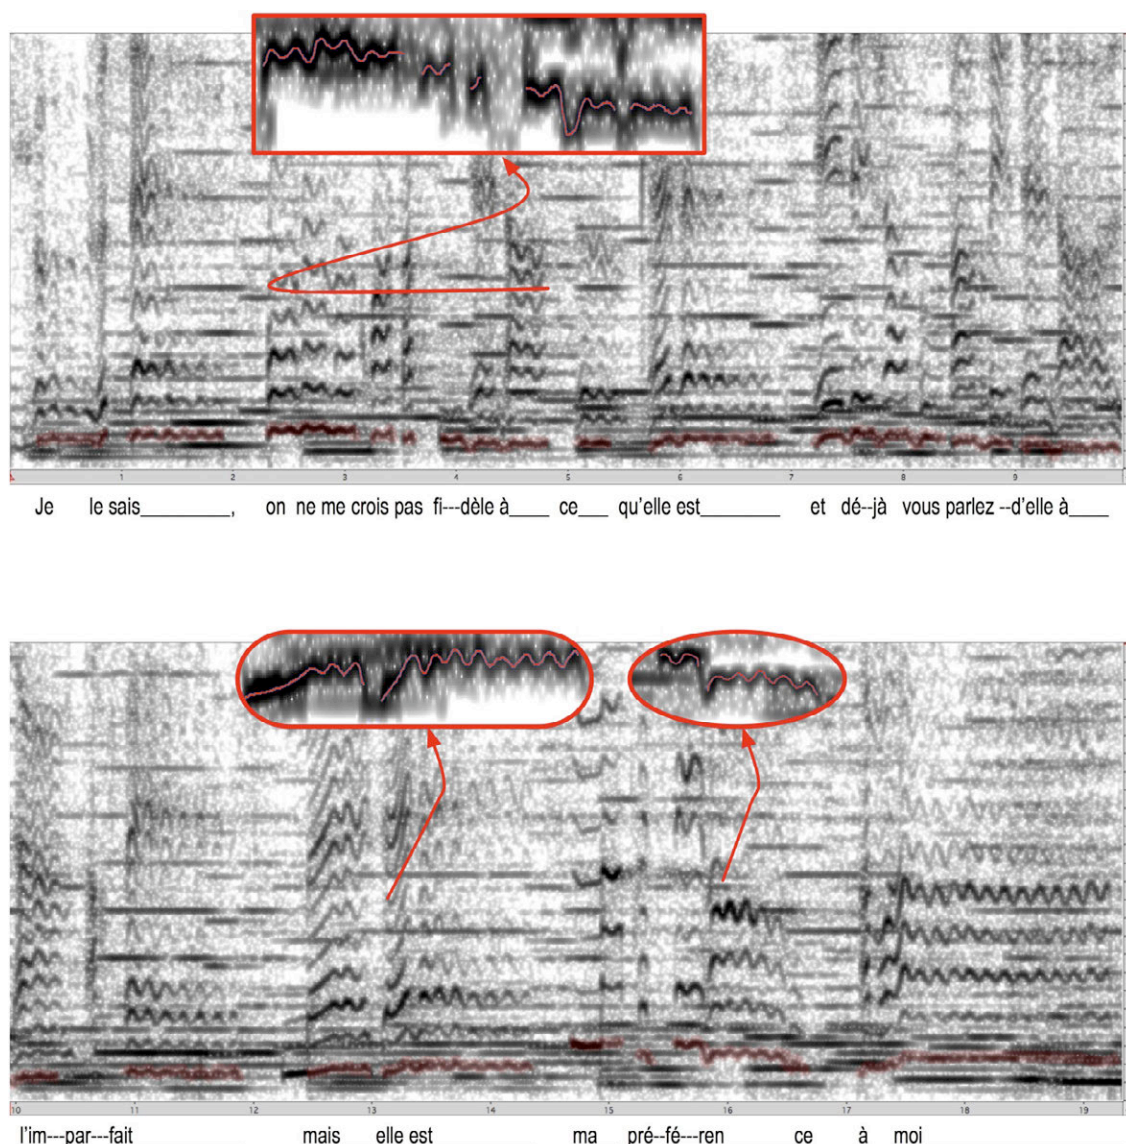 1 2 3 4 5 6 7 8 9
Je le sais_________, on ne me crois pas fi---dèle à____ ce___ qu'elle est________ et dé--jà vous parlez --d'elle à____
10 11 12 13 14 15 16 17 18 19
l'im---par---fait mais elle est ma pré--fé---ren ce à moi